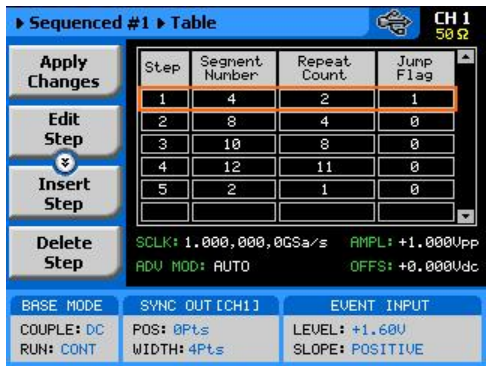 Sequenced #1 Table
CH 1
50 Ω
Apply Changes
Edit Step
Insert Step
Delete Step
Step Segment Number Repeat Count Jump Flag
1 4 2 1
2 8 4 0
3 10 8 0
4 12 11 0
5 2 1 0
SCLK: 1.000,000,0GSa/s AMPL: +1.000Vpp
ADV MOD: AUTO OFFS: +0.000Vdc
BASE MODE SYNC OUT [CH1] EVENT INPUT
COUPLE: DC POS: 0Pts LEVEL: +1.60V
RUN: CONT WIDTH: 4Pts SLOPE: POSITIVE